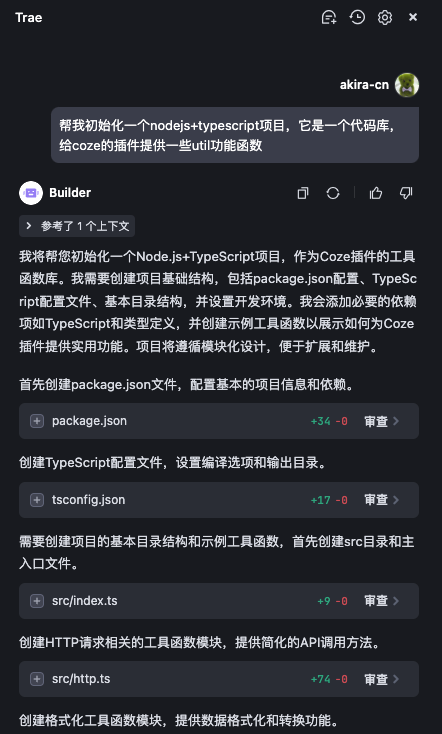 Trae
akira-cn
帮我初始化一个nodejs+typescript项目，它是一个代码库，
给coze的插件提供一些util功能函数
Builder
参考了 1 个上下文
我将帮您初始化一个Node.js+TypeScript项目，作为Coze插件的工具
函数库。我需要创建项目基础结构，包括package.json配置、TypeSc
ript配置文件、基本目录结构，并设置开发环境。我会添加必要的依赖
项如TypeScript和类型定义，并创建示例工具函数以展示如何为Coze
插件提供实用功能。项目将遵循模块化设计，便于扩展和维护。
首先创建package.json文件，配置基本的项目信息和依赖。
package.json +34 -0 审查
创建TypeScript配置文件，设置编译选项和输出目录。
tsconfig.json +17 -0 审查
需要创建项目的基本目录结构和示例工具函数，首先创建src目录和主
入口文件。
src/index.ts +9 -0 审查
创建HTTP请求相关的工具函数模块，提供简化的API调用方法。
src/http.ts +74 -0 审查
创建格式化工具函数模块，提供数据格式化和转换功能。